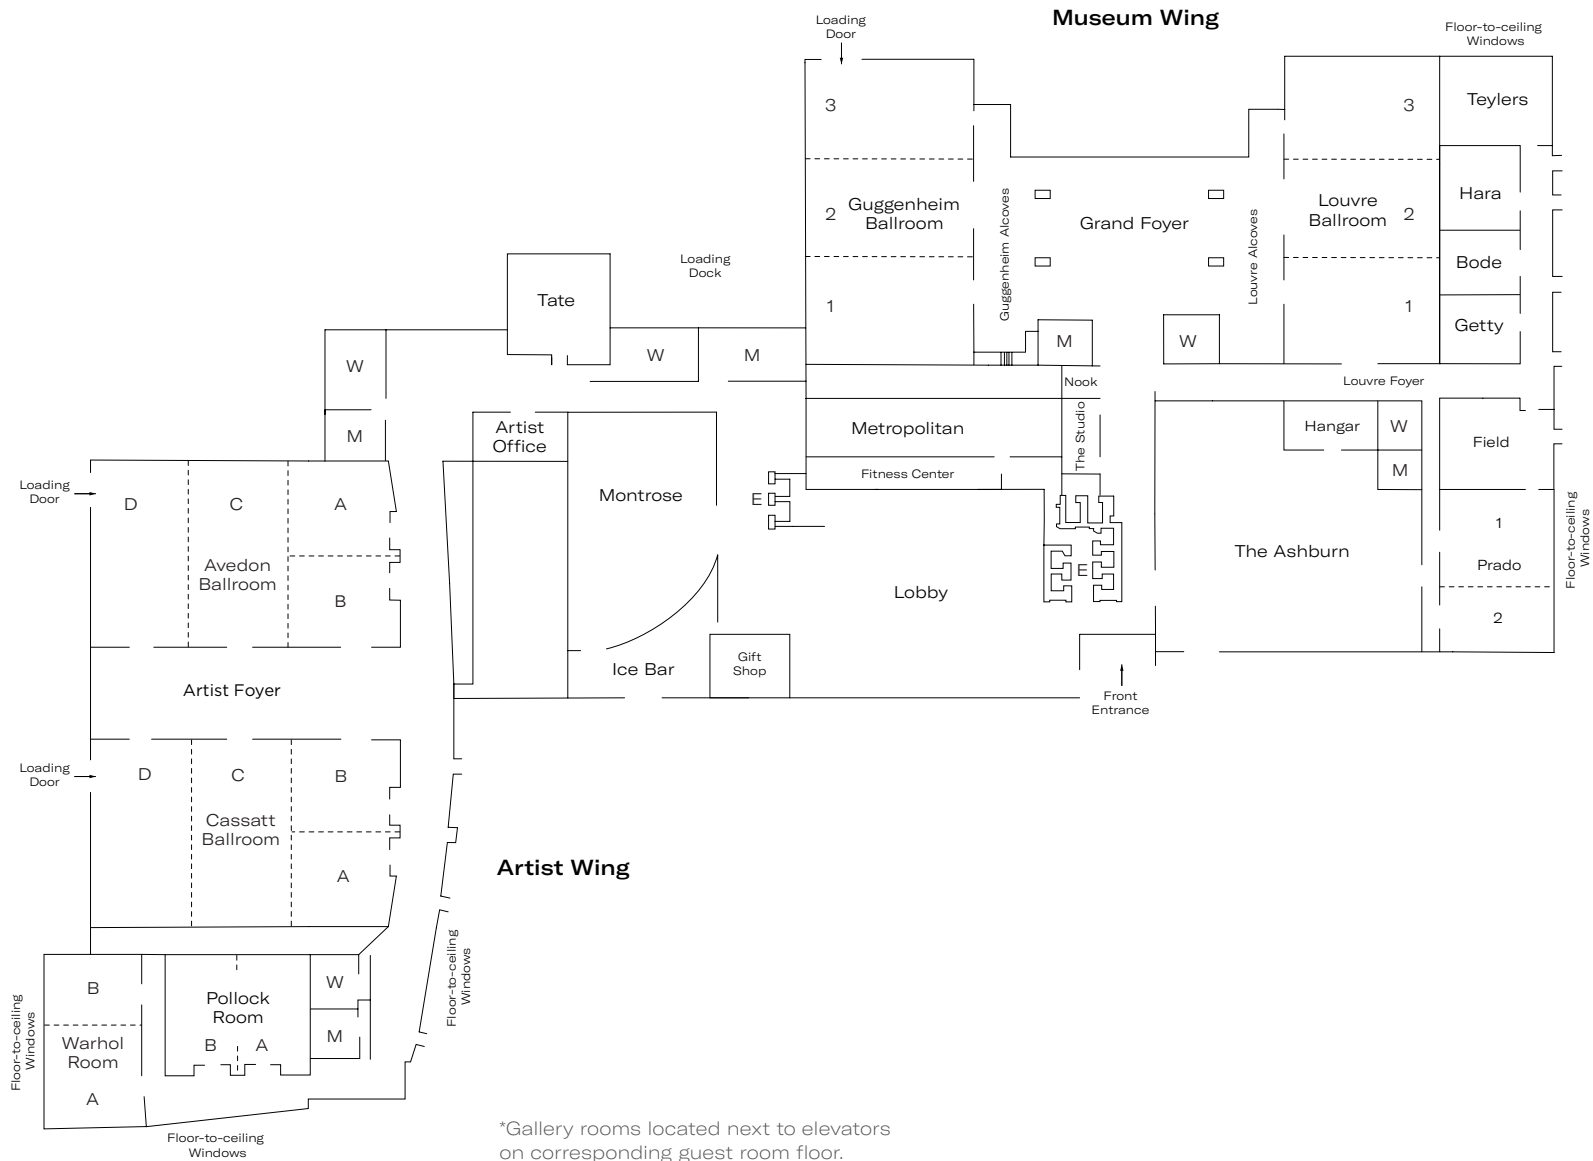 Museum Wing
Loading
Door
Floor-to-ceiling
Windows
3
3
Teylers
Hara
Guggenheim
Ballroom
2
Guggenheim Alcoves
Grand Foyer
Louvre Alcoves
Louvre
Ballroom
2
Bode
Loading
Dock
Tate
1
1
Getty
W
W
M
M
W
Nook
Louvre Foyer
M
Artist
Office
Metropolitan
The Studio
Hangar
W
Field
Fitness Center
M
Loading
Door
D
C
A
Montrose
E
Avedon
Ballroom
B
Lobby
E
The Ashburn
1
Prado
2
Floor-to-ceiling
Windows
Ice Bar
Gift
Shop
Artist Foyer
Front
Entrance
Loading
Door
D
C
B
Cassatt
Ballroom
A
Artist Wing
Floor-to-ceiling
Windows
B
Pollock
Room
W
Floor-to-ceiling
Windows
Warhol
Room
B
A
M
A
Floor-to-ceiling
Windows
*Gallery rooms located next to elevators
on corresponding guest room floor.